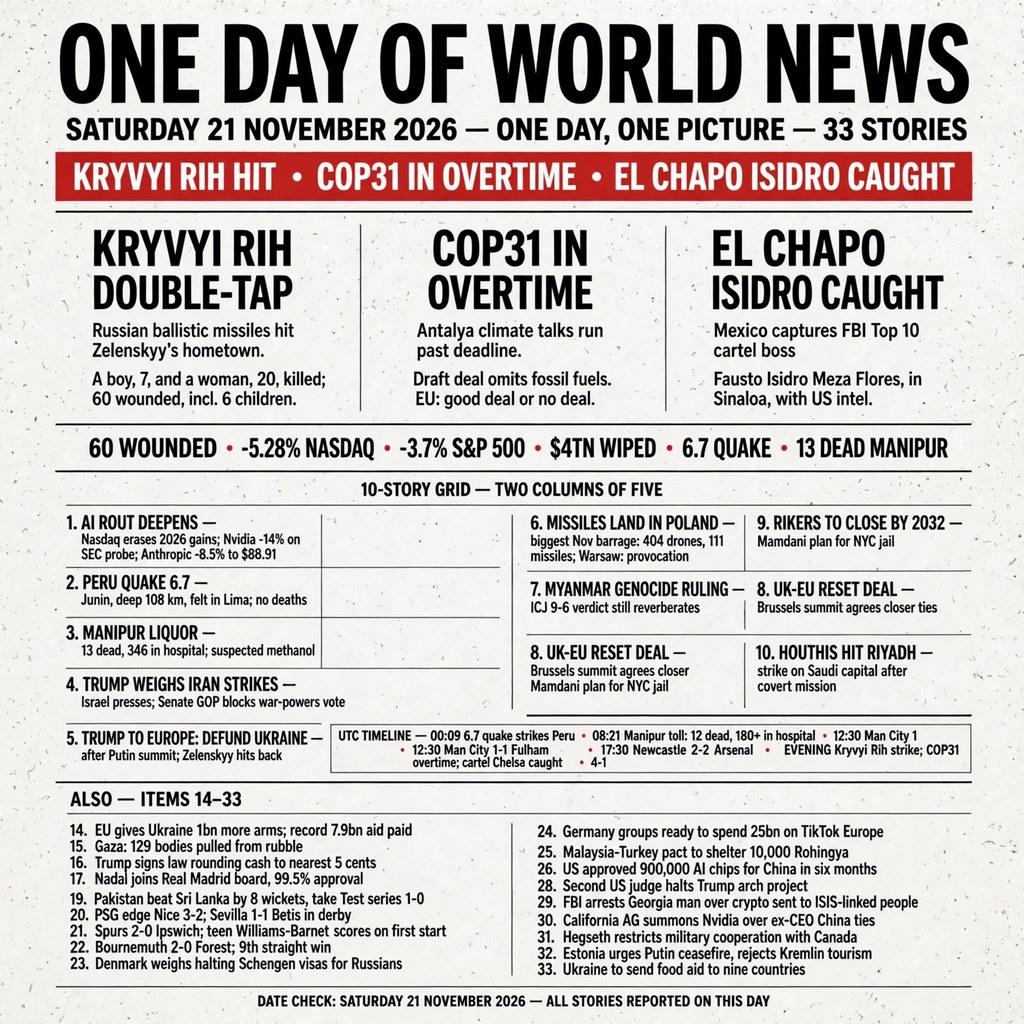 ONE DAY OF WORLD NEWS
SATURDAY 21 NOVEMBER 2026 — ONE DAY, ONE PICTURE — 33 STORIES
KRYVYI RIH HIT • COP31 IN OVERTIME • EL CHAPO ISIDRO CAUGHT
KRYVYI RIH
DOUBLE-TAP
Russian ballistic missiles hit
Zelenskyy's hometown.
A boy, 7, and a woman, 20, killed;
60 wounded, incl. 6 children.
COP31 IN
OVERTIME
Antalya climate talks run
past deadline.
Draft deal omits fossil fuels.
EU: good deal or no deal.
EL CHAPO
ISIDRO CAUGHT
Mexico captures FBI Top 10
cartel boss
Fausto Isidro Meza Flores, in
Sinaloa, with US intel.
60 WOUNDED • -5.28% NASDAQ • -3.7% S&P 500 • $4TN WIPED • 6.7 QUAKE • 13 DEAD MANIPUR
10-STORY GRID — TWO COLUMNS OF FIVE
1. AI ROUT DEEPENS —
Nasdaq erases 2026 gains; Nvidia -14% on
SEC probe; Anthropic -8.5% to $88.91
2. PERU QUAKE 6.7 —
Junin, deep 108 km, felt in Lima; no deaths
3. MANIPUR LIQUOR —
13 dead, 346 in hospital; suspected methanol
4. TRUMP WEIGHS IRAN STRIKES —
Israel presses; Senate GOP blocks war-powers vote
5. TRUMP TO EUROPE: DEFUND UKRAINE —
after Putin summit; Zelenskyy hits back
6. MISSILES LAND IN POLAND —
biggest Nov barrage: 404 drones, 111
missiles; Warsaw: provocation
7. MYANMAR GENOCIDE RULING —
ICJ 9-6 verdict still reverberates
8. UK-EU RESET DEAL —
Brussels summit agrees closer
Mamdani plan for NYC jail
9. RIKERS TO CLOSE BY 2032 —
Mamdani plan for NYC jail
8. UK-EU RESET DEAL —
Brussels summit agrees closer ties
10. HOUTHIS HIT RIYADH —
strike on Saudi capital after
covert mission
UTC TIMELINE — 00:09 6.7 quake strikes Peru • 08:21 Manipur toll: 12 dead, 180+ in hospital • 12:30 Man City 1
• 12:30 Man City 1-1 Fulham • 17:30 Newcastle 2-2 Arsenal • EVENING Kryvyi Rih strike; COP31
overtime; cartel Chelsa caught • 4-1
ALSO — ITEMS 14–33
14. EU gives Ukraine 1bn more arms; record 7.9bn aid paid
15. Gaza: 129 bodies pulled from rubble
16. Trump signs law rounding cash to nearest 5 cents
17. Nadal joins Real Madrid board, 99.5% approval
19. Pakistan beat Sri Lanka by 8 wickets, take Test series 1-0
20. PSG edge Nice 3-2; Sevilla 1-1 Betis in derby
21. Spurs 2-0 Ipswich; teen Williams-Barnet scores on first start
22. Bournemuth 2-0 Forest; 9th straight win
23. Denmark weighs halting Schengen visas for Russians
24. Germany groups ready to spend 25bn on TikTok Europe
25. Malaysia-Turkey pact to shelter 10,000 Rohingya
26. US approved 900,000 AI chips for China in six months
28. Second US judge halts Trump arch project
29. FBI arrests Georgia man over crypto sent to ISIS-linked people
30. California AG summons Nvidia over ex-CEO China ties
31. Hegseth restricts military cooperation with Canada
32. Estonia urges Putin ceasefire, rejects Kremlin tourism
33. Ukraine to send food aid to nine countries
DATE CHECK: SATURDAY 21 NOVEMBER 2026 — ALL STORIES REPORTED ON THIS DAY